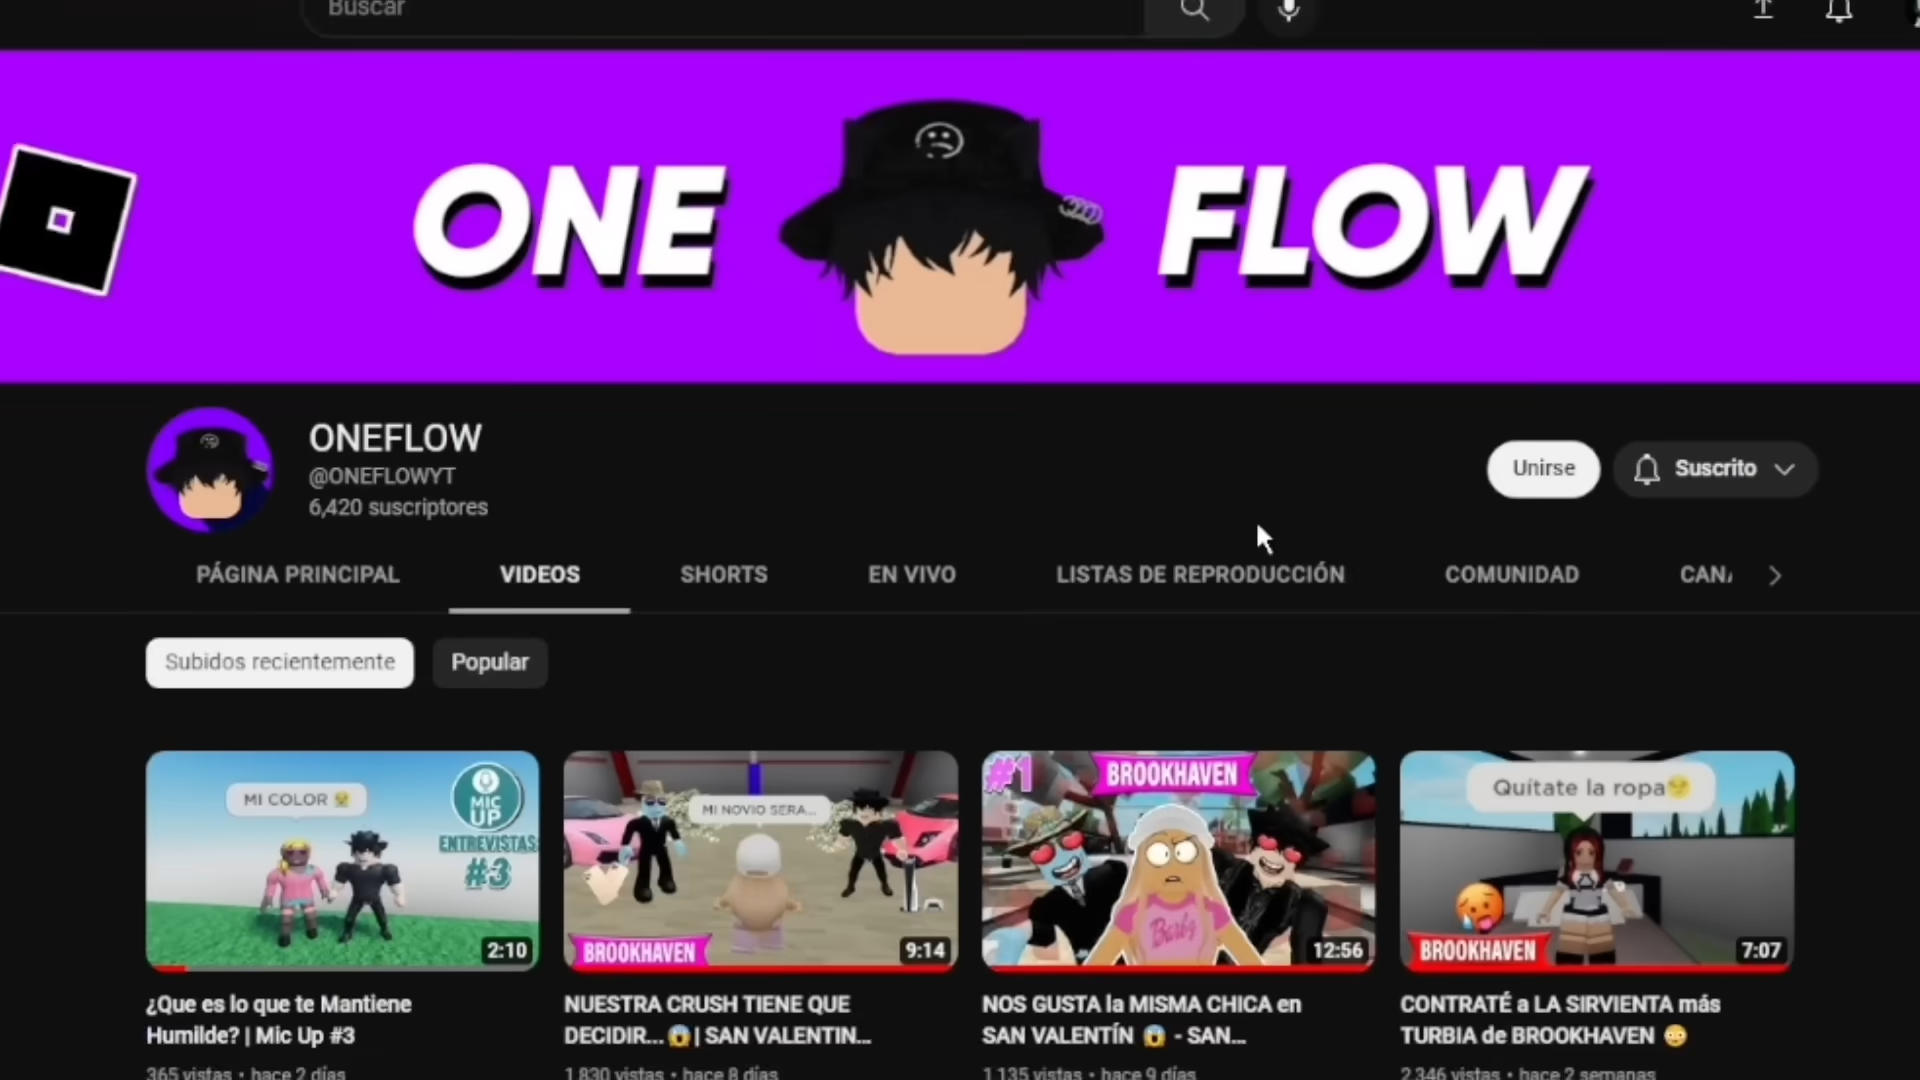 Buscar
ONE FLOW
ONEFLOW
@ONEFLOWYT
6,420 suscriptores
Unirse
Suscrito
PÁGINA PRINCIPAL
VIDEOS
SHORTS
EN VIVO
LISTAS DE REPRODUCCIÓN
COMUNIDAD
CANA
Subidos recientemente
Popular
MI COLOR 😭
MIC
UP
ENTREVISTAS
#3
2:10
MI NOVIO SERA...
BROOKHAVEN
9:14
#1
BROOKHAVEN
Barby
12:56
Quítate la ropa😏
BROOKHAVEN
7:07
¿Que es lo que te Mantiene
Humilde? | Mic Up #3
365 vistas • hace 2 días
NUESTRA CRUSH TIENE QUE
DECIDIR... 😱 | SAN VALENTIN...
1,830 vistas • hace 8 días
NOS GUSTA la MISMA CHICA en
SAN VALENTÍN 😱 - SAN...
1,135 vistas • hace 9 días
CONTRATÉ a LA SIRVIENTA más
TURBIA de BROOKHAVEN 😳
2,346 vistas • hace 2 semanas